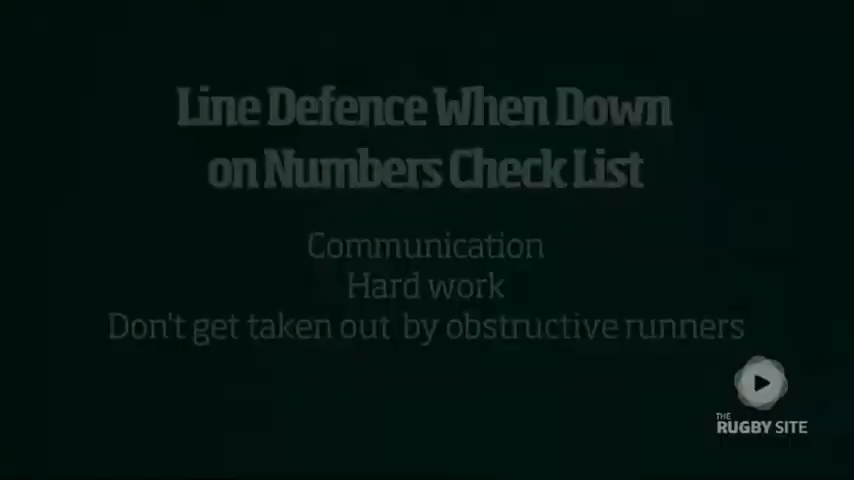 Line Defence When Down
on Numbers Check List
Communication
Hard work
Don't get taken out by obstructive runners
THE
RUGBY SITE